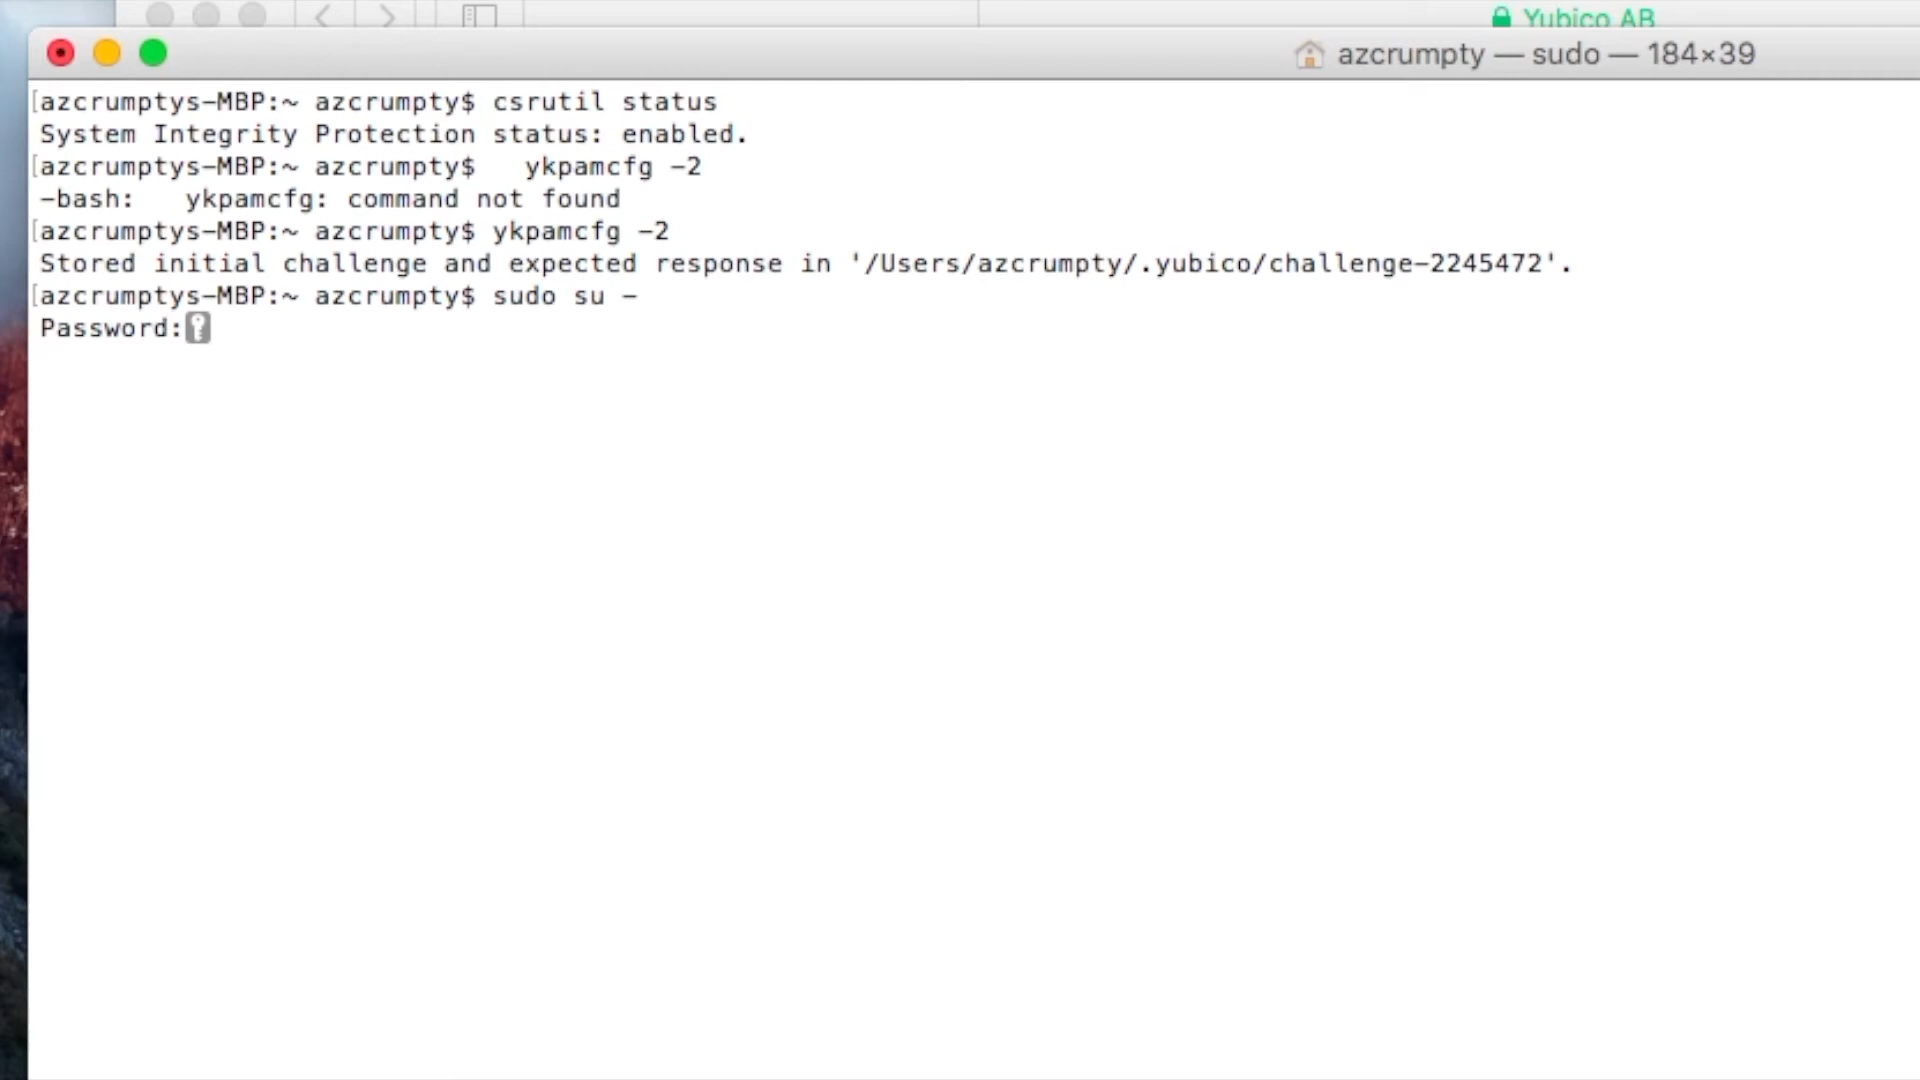 Yubico AB
azcrumpty — sudo — 184×39
[azcrumptys-MBP:~ azcrumpty$ csrutil status
System Integrity Protection status: enabled.
[azcrumptys-MBP:~ azcrumpty$   ykpamcfg -2
-bash:   ykpamcfg: command not found
[azcrumptys-MBP:~ azcrumpty$ ykpamcfg -2
Stored initial challenge and expected response in '/Users/azcrumpty/.yubico/challenge-2245472'.
[azcrumptys-MBP:~ azcrumpty$ sudo su -
Password: